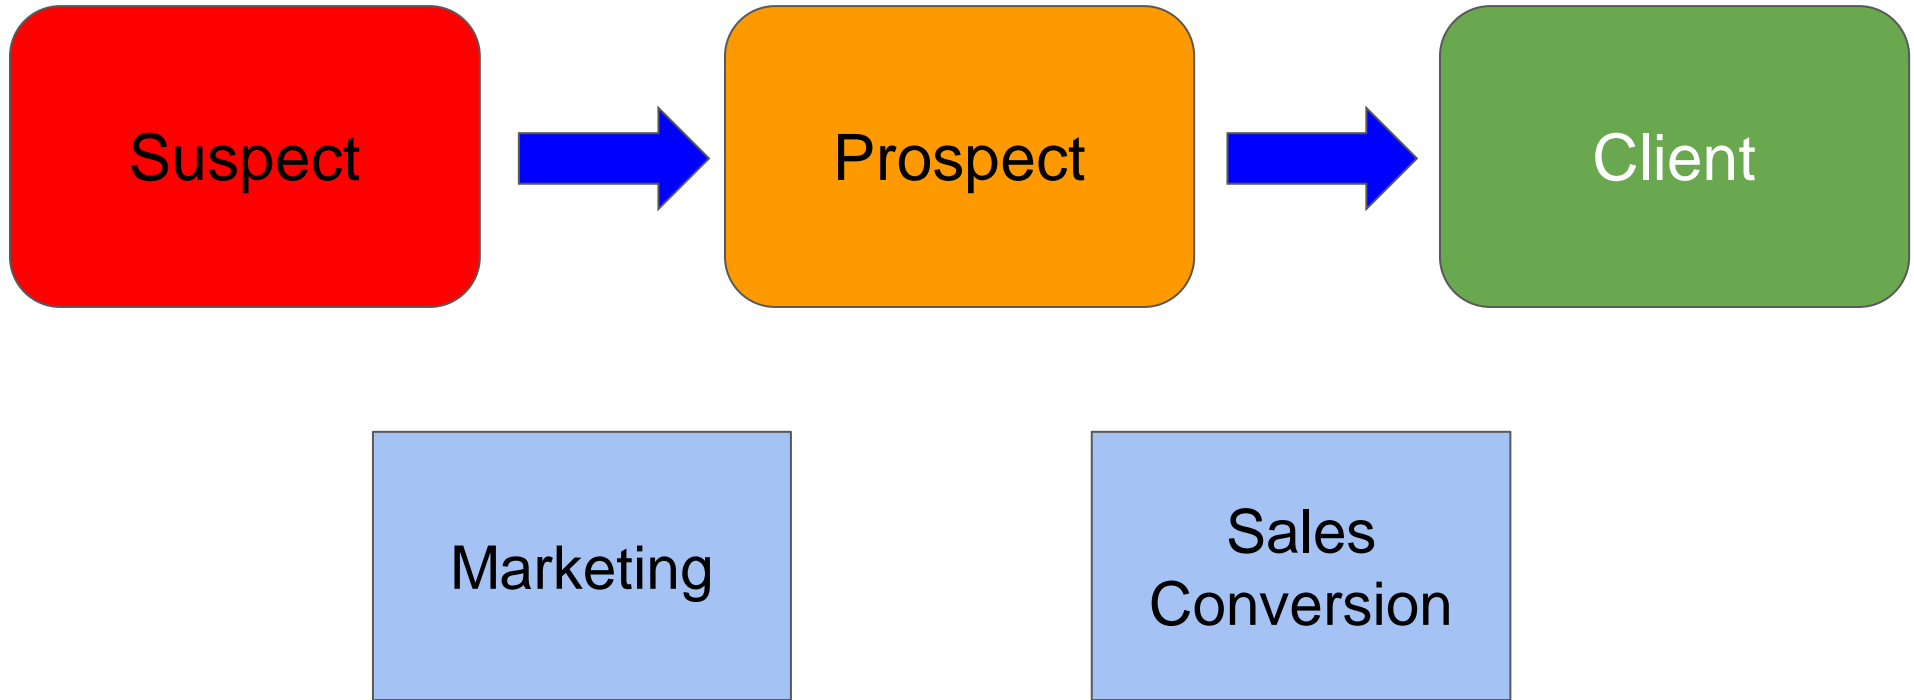 Suspect
Prospect
Client
Marketing
Sales
Conversion